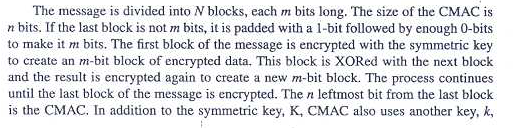 The message is divided into N blocks, each m bits long. The size of the CMAC is
n bits. If the last block is not m bits, it is padded with a 1-bit followed by enough 0-bits
to make it m bits. The first block of the message is encrypted with the symmetric key
to create an m-bit block of encrypted data. This block is XORed with the next block
and the result is encrypted again to create a new m-bit block. The process continues
until the last block of the message is encrypted. The n leftmost bit from the last block
is the CMAC. In addition to the symmetric key, K, CMAC also uses another key, k,